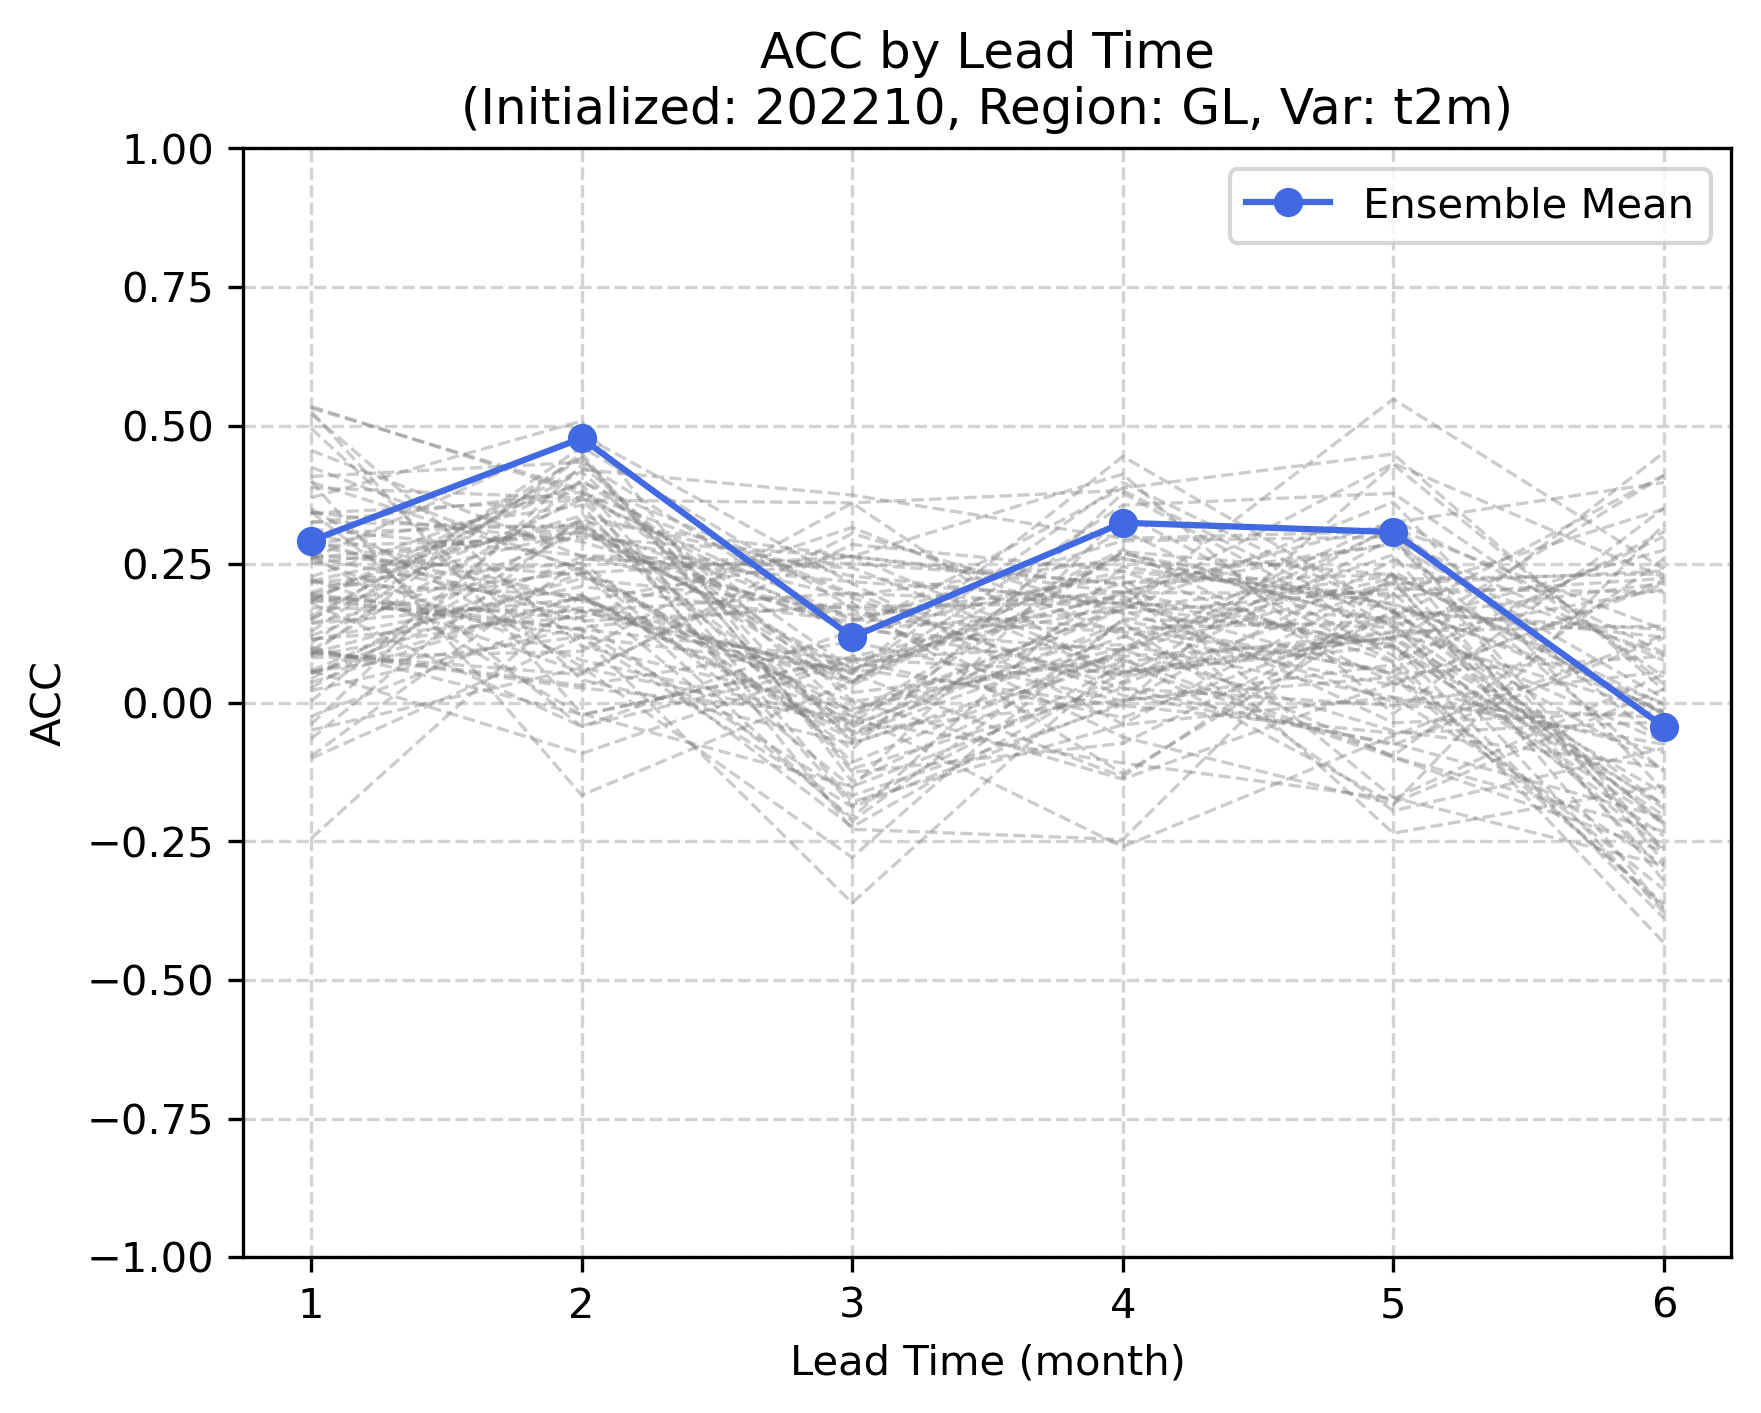 ACC by Lead Time
(Initialized: 202210, Region: GL, Var: t2m)
Ensemble Mean
ACC
1.00
0.75
0.50
0.25
0.00
−0.25
−0.50
−0.75
−1.00
1 2 3 4 5 6
Lead Time (month)